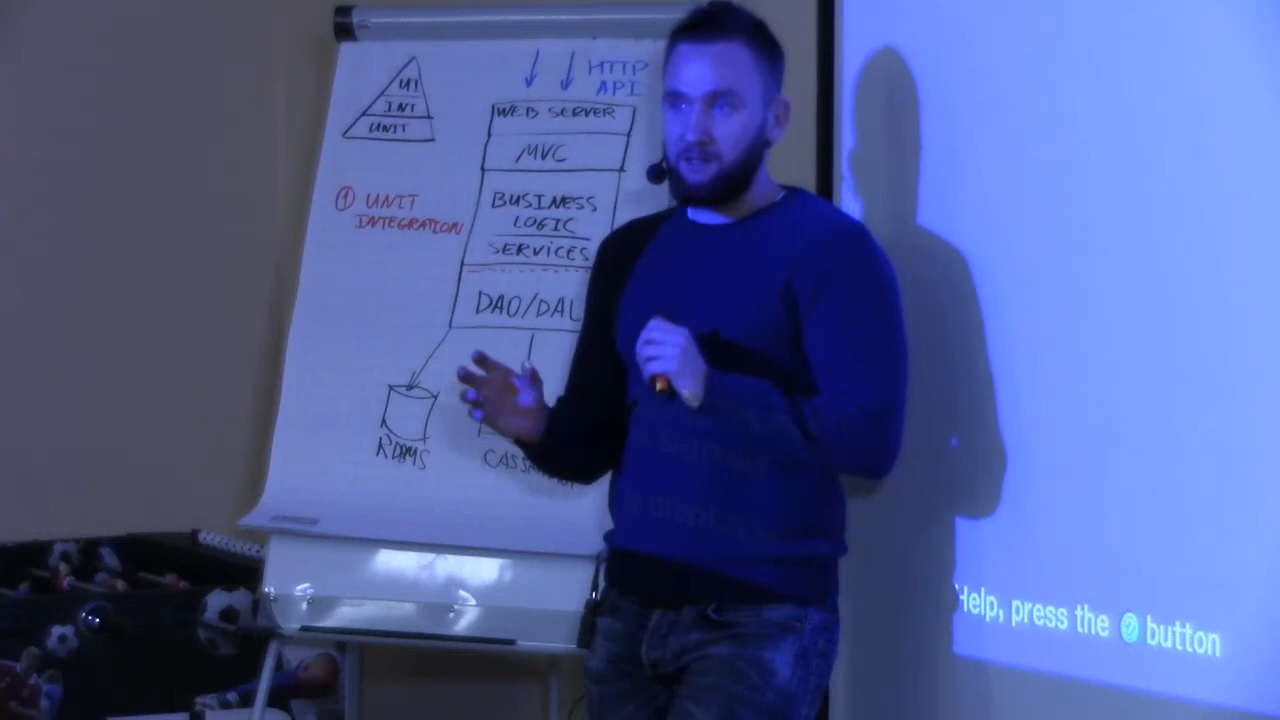 UI
INT
UNIT
HTTP
API
WEB SERVER
MVC
① UNIT
INTEGRATION
BUSINESS
LOGIC
SERVICES
DAO/DAL
RDBMS
Help, press the ? button